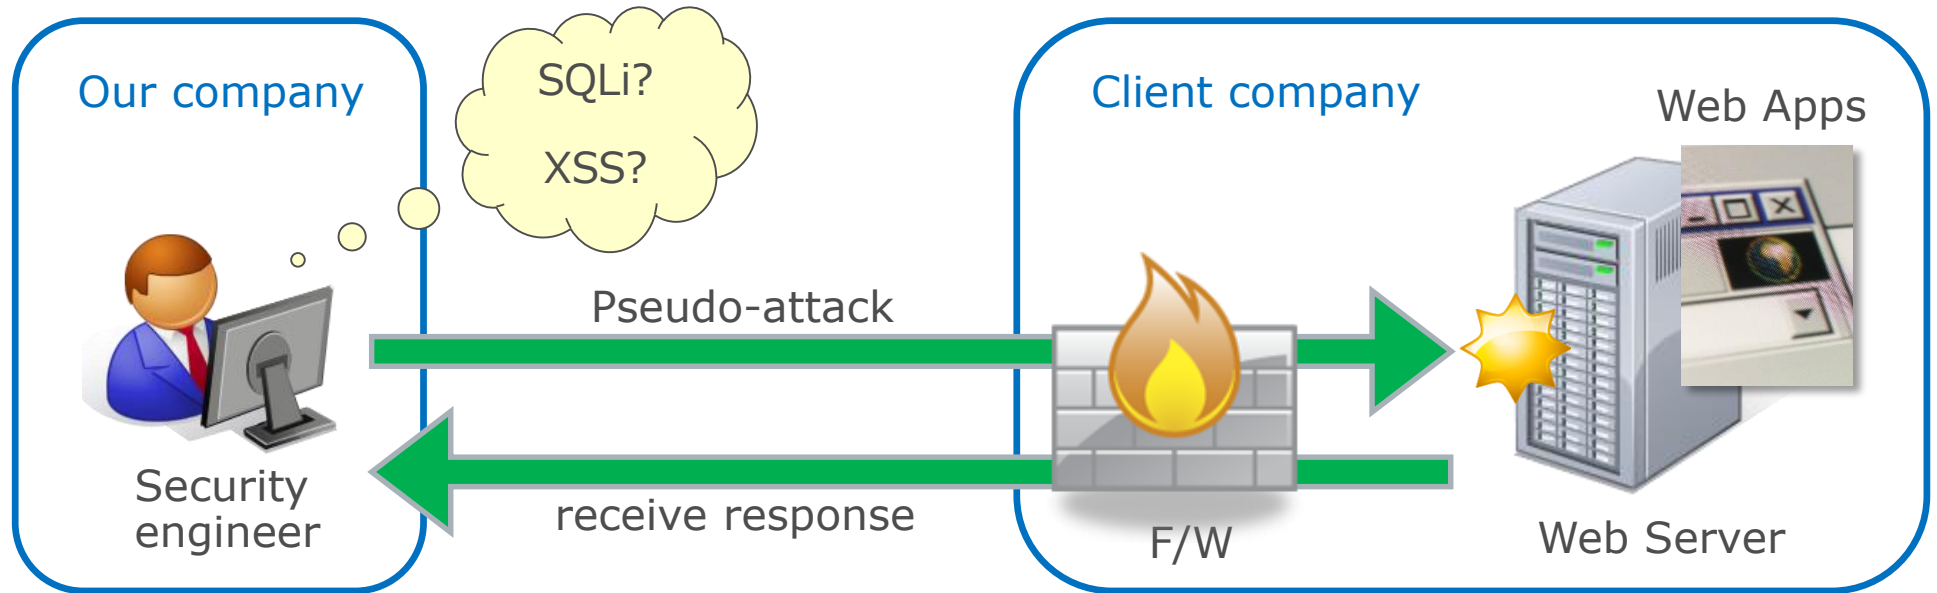 Our company
SQLi?
XSS?
Client company
Web Apps
Pseudo-attack
Security
engineer
receive response
F/W
Web Server